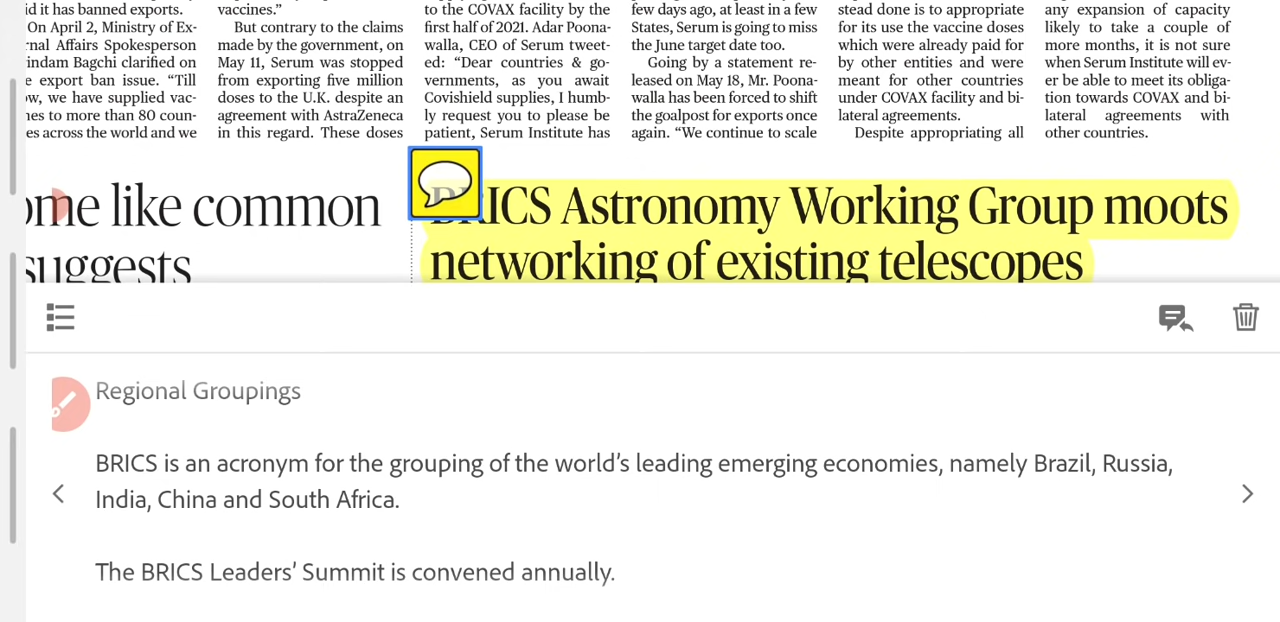 id it has banned exports.
On April 2, Ministry of Ex-
nal Affairs Spokesperson
indam Bagchi clarified on
e export ban issue. “Till
w, we have supplied vac-
nes to more than 80 coun-
es across the world and we
vaccines.”
But contrary to the claims
made by the government, on
May 11, Serum was stopped
from exporting five million
doses to the U.K. despite an
agreement with AstraZeneca
in this regard. These doses
to the COVAX facility by the
first half of 2021. Adar Poona-
walla, CEO of Serum tweet-
ed: “Dear countries & go-
vernments, as you await
Covishield supplies, I humb-
ly request you to please be
patient, Serum Institute has
few days ago, at least in a few
States, Serum is going to miss
the June target date too.
Going by a statement re-
leased on May 18, Mr. Poona-
walla has been forced to shift
the goalpost for exports once
again. “We continue to scale
stead done is to appropriate
for its use the vaccine doses
which were already paid for
by other entities and were
meant for other countries
under COVAX facility and bi-
lateral agreements.
Despite appropriating all
any expansion of capacity
likely to take a couple of
more months, it is not sure
when Serum Institute will ev-
er be able to meet its obliga-
tion towards COVAX and bi-
lateral agreements with
other countries.
ome like common
suggests
BRICS Astronomy Working Group moots
networking of existing telescopes
Regional Groupings
BRICS is an acronym for the grouping of the world’s leading emerging economies, namely Brazil, Russia,
India, China and South Africa.
The BRICS Leaders’ Summit is convened annually.